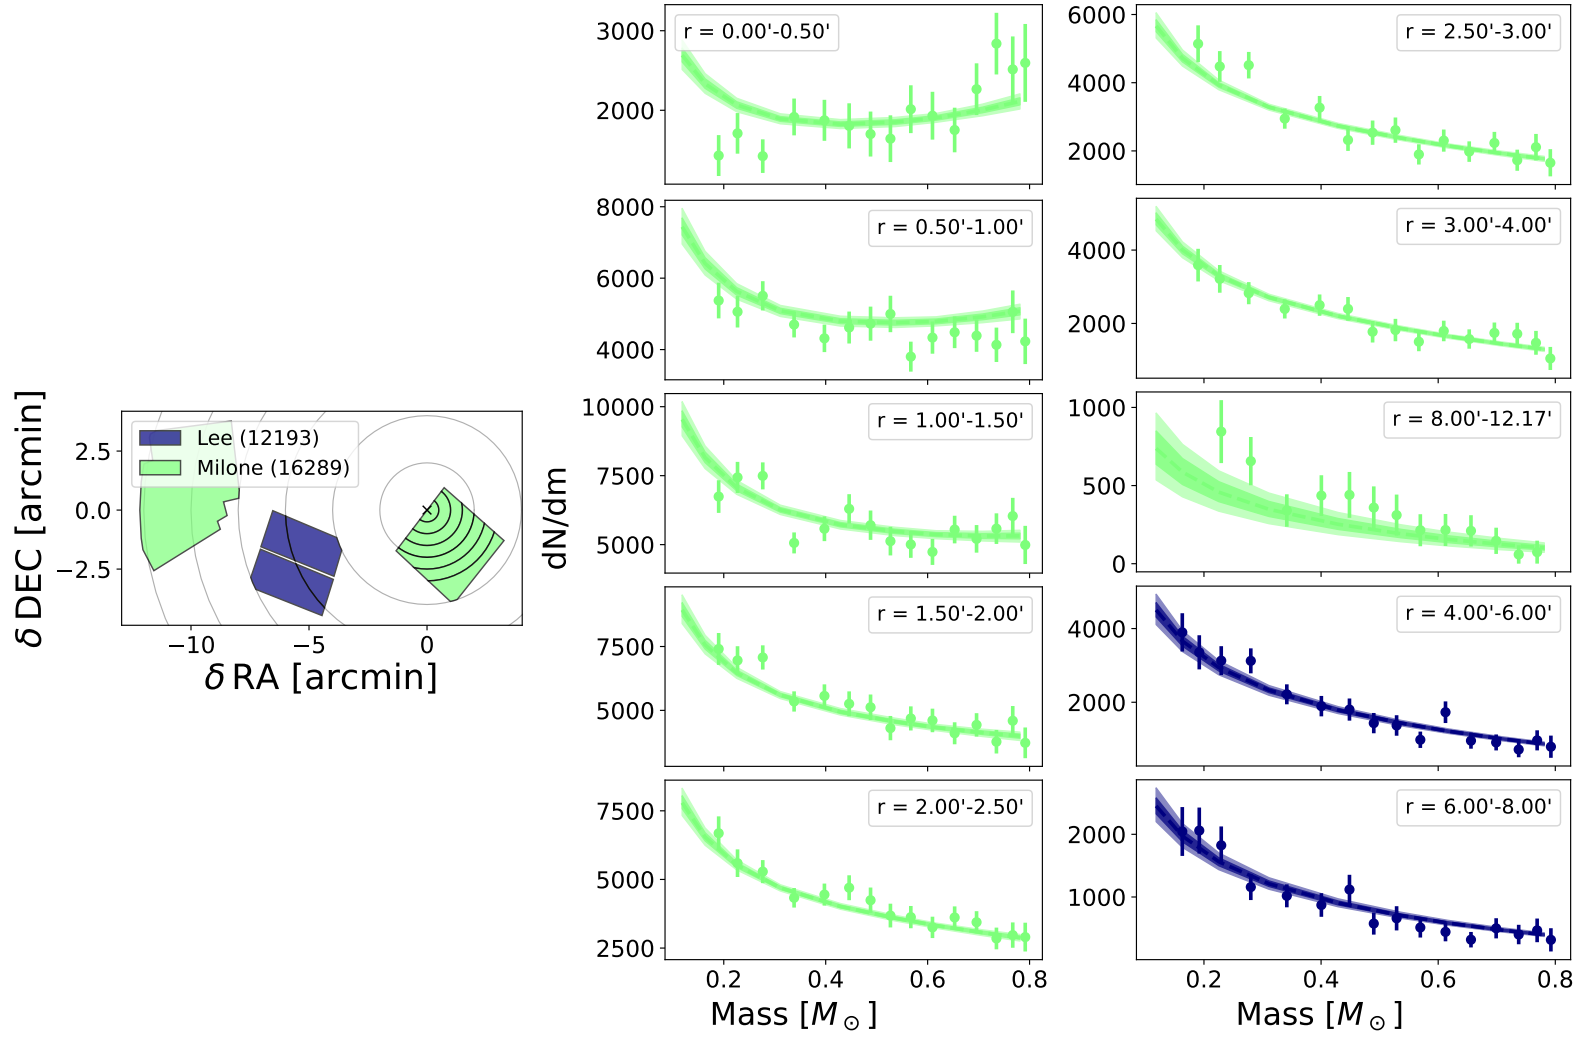 δ DEC [arcmin]
2.5
0.0
−2.5
Lee (12193)
Milone (16289)
−10
−5
0
δ RA [arcmin]
dN/dm
3000
2000
r = 0.00'-0.50'
8000
6000
4000
r = 0.50'-1.00'
10000
7500
5000
r = 1.00'-1.50'
7500
5000
r = 1.50'-2.00'
7500
5000
2500
r = 2.00'-2.50'
0.2 0.4 0.6 0.8
Mass [M⊙]
6000
4000
2000
r = 2.50'-3.00'
4000
2000
r = 3.00'-4.00'
1000
500
0
r = 8.00'-12.17'
4000
2000
r = 4.00'-6.00'
2000
1000
r = 6.00'-8.00'
0.2 0.4 0.6 0.8
Mass [M⊙]